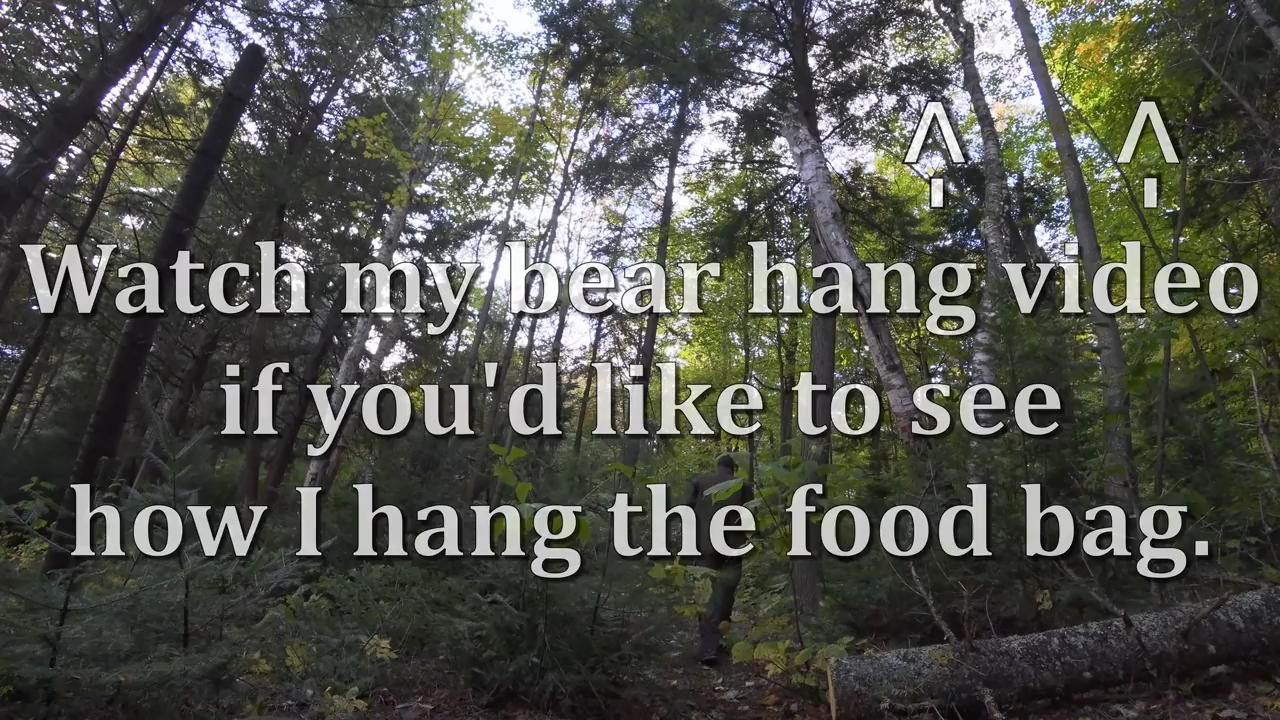 ^ ^
Watch my bear hang video
if you'd like to see
how I hang the food bag.